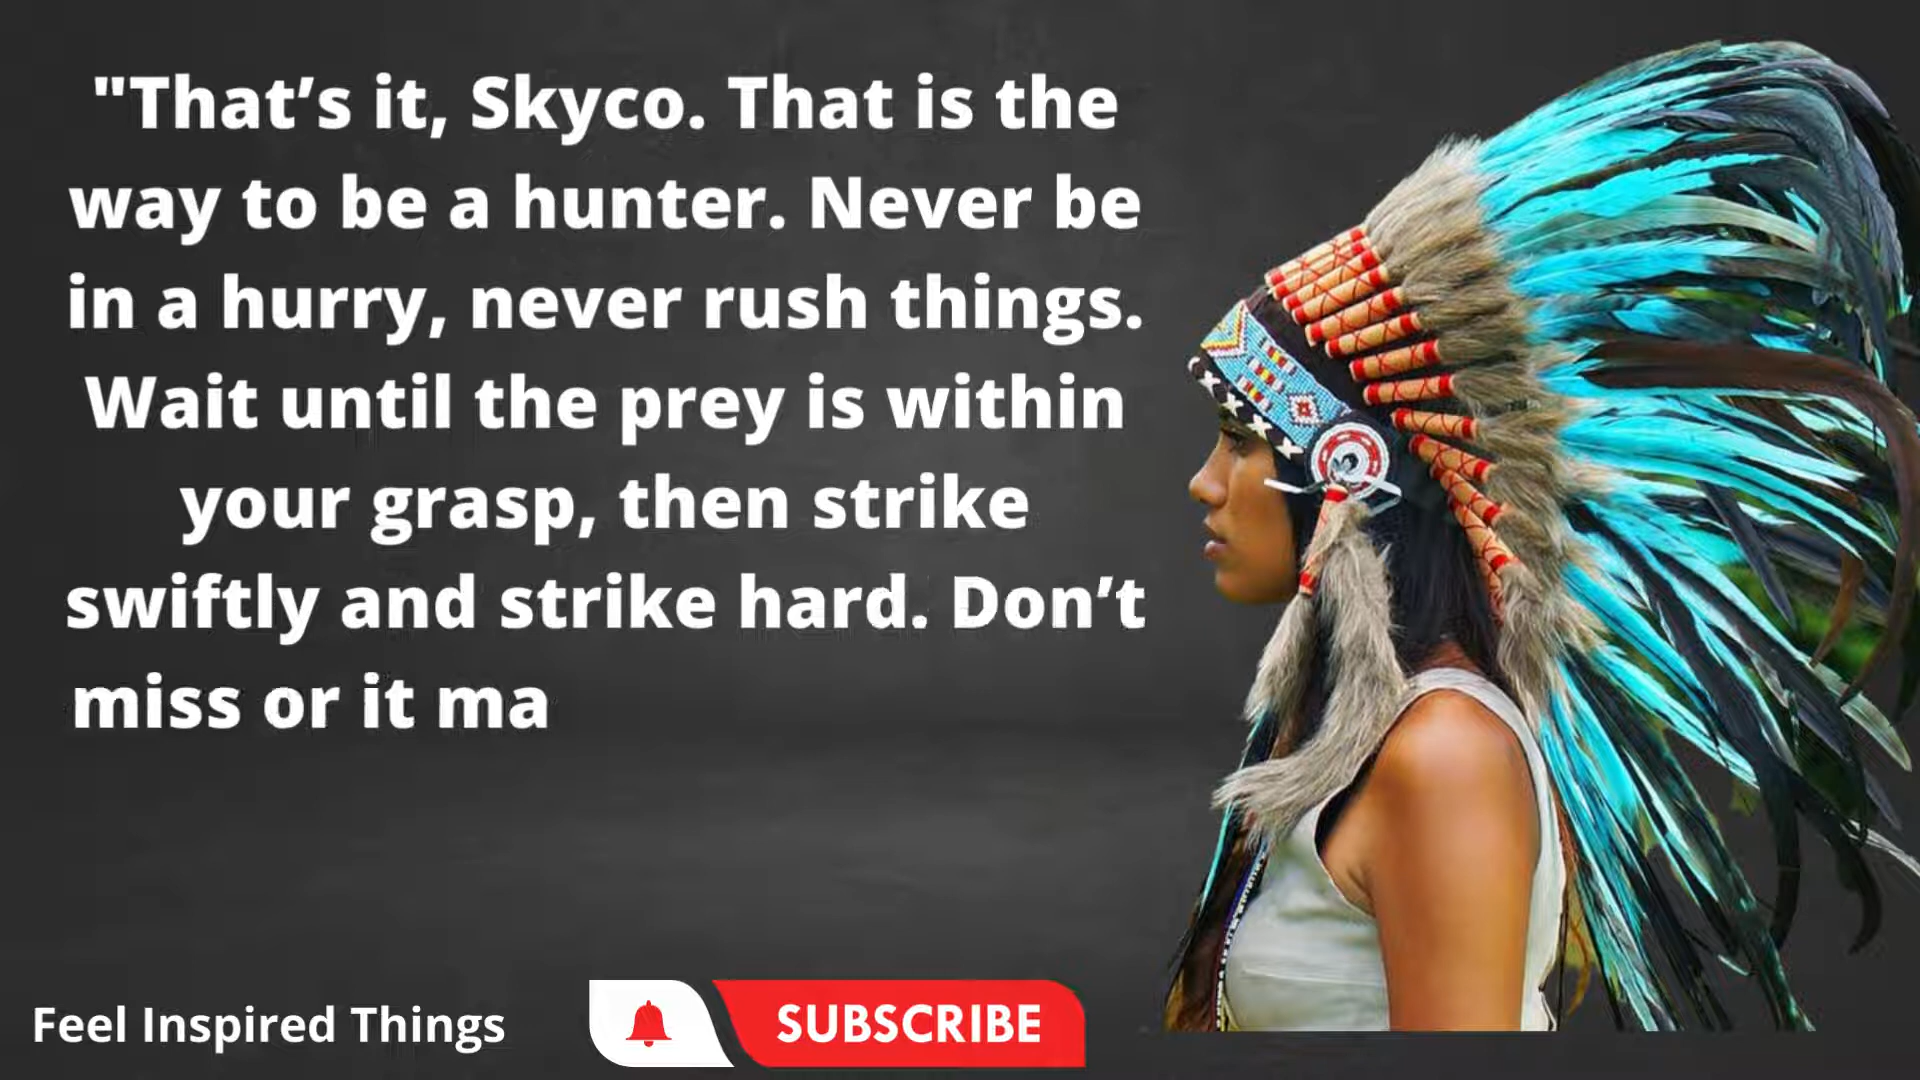 "That’s it, Skyco. That is the
way to be a hunter. Never be
in a hurry, never rush things.
Wait until the prey is within
your grasp, then strike
swiftly and strike hard. Don’t
miss or it ma
Feel Inspired Things
SUBSCRIBE